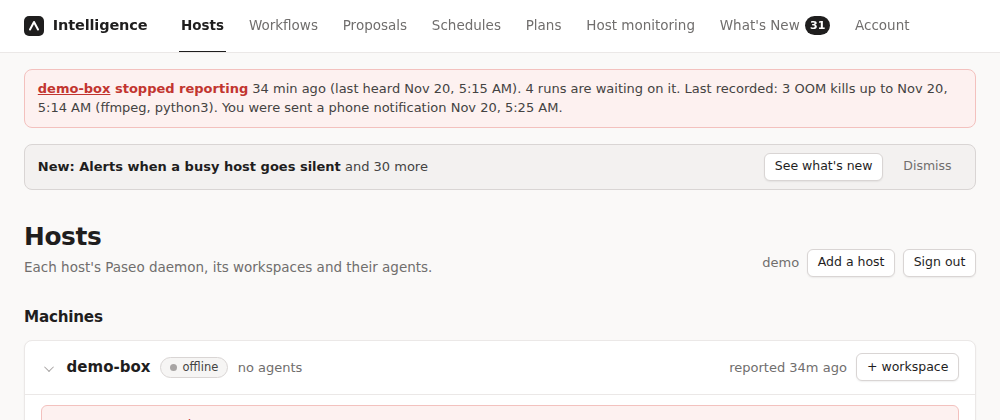 Intelligence
Hosts
Workflows
Proposals
Schedules
Plans
Host monitoring
What's New 31
Account
demo-box stopped reporting 34 min ago (last heard Nov 20, 5:15 AM). 4 runs are waiting on it. Last recorded: 3 OOM kills up to Nov 20,
5:14 AM (ffmpeg, python3). You were sent a phone notification Nov 20, 5:25 AM.
New: Alerts when a busy host goes silent and 30 more
See what's new
Dismiss
Hosts
Each host's Paseo daemon, its workspaces and their agents.
demo
Add a host
Sign out
Machines
demo-box
offline
no agents
reported 34m ago
+ workspace